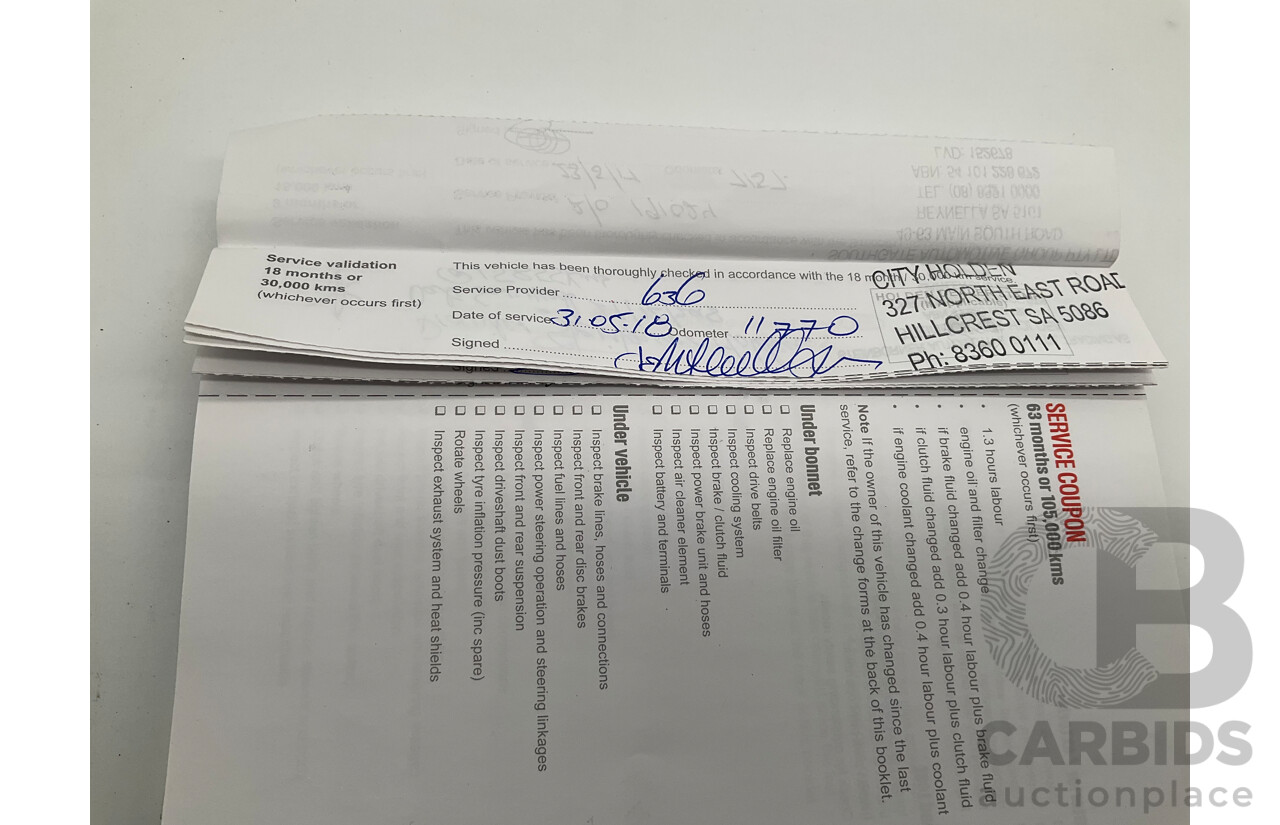 Service validation
18 months or
30,000 kms
(whichever occurs first)
This vehicle has been thoroughly checked in accordance with the 18
Service Provider 636
Date of service 31·05·18 Odometer 11770
Signed
CITY HOLDEN
327 NORTH EAST ROAD
HILLCREST SA 5086
Ph: 8360 0111
SERVICE COUPON
63 months or 105,000 kms
(whichever occurs first)
• 1.3 hours labour
• engine oil and filter change
• if brake fluid changed add 0.4 hour labour plus brake fluid
• if clutch fluid changed add 0.3 hour labour plus clutch fluid
• if engine coolant changed add 0.4 hour labour plus coolant
Note If the owner of this vehicle has changed since the last
service, refer to the change forms at the back of this booklet.
Under bonnet
❑ Replace engine oil
❑ Replace engine oil filter
❑ Inspect drive belts
❑ Inspect cooling system
❑ Inspect brake / clutch fluid
❑ Inspect power brake unit and hoses
❑ Inspect air cleaner element
❑ Inspect battery and terminals
Under vehicle
❑ Inspect brake lines, hoses and connections
❑ Inspect front and rear disc brakes
❑ Inspect fuel lines and hoses
❑ Inspect power steering operation and steering linkages
❑ Inspect front and rear suspension
❑ Inspect driveshaft dust boots
❑ Inspect tyre inflation pressure (inc spare)
❑ Rotate wheels
❑ Inspect exhaust system and heat shields
CARBIDS
auctionplace